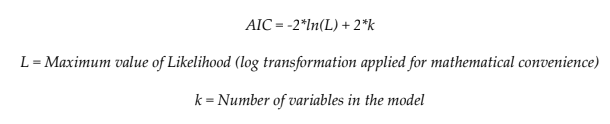 AIC = -2*ln(L) + 2*k
L = Maximum value of Likelihood (log transformation applied for mathematical convenience)
k = Number of variables in the model